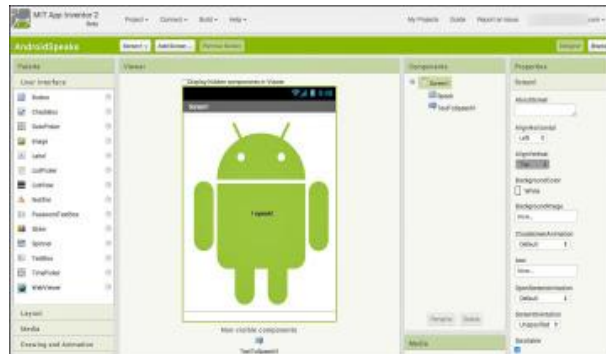 MIT App Inventor 2
Beta
Project
Connect
Build
Help
My Projects
Guide
Report an Issue
AndroidSpeaks
Screen1
Add Screen ...
Remove Screen
Designer
Blocks
Palette
User Interface
Button
CheckBox
DatePicker
Image
Label
ListPicker
ListView
Notifier
PasswordTextBox
Slider
Spinner
TextBox
TimePicker
WebViewer
Layout
Media
Drawing and Animation
Viewer
Display hidden components in Viewer
Screen1
I speak!
Non-visible components
TextToSpeech1
Components
Screen1
Speak
TextToSpeech1
Rename
Delete
Media
Properties
Screen1
AboutScreen
AlignHorizontal
Left
AlignVertical
Top
BackgroundColor
White
BackgroundImage
None...
CloseScreenAnimation
Default
Icon
None...
OpenScreenAnimation
Default
ScreenOrientation
Unspecified
Scrollable